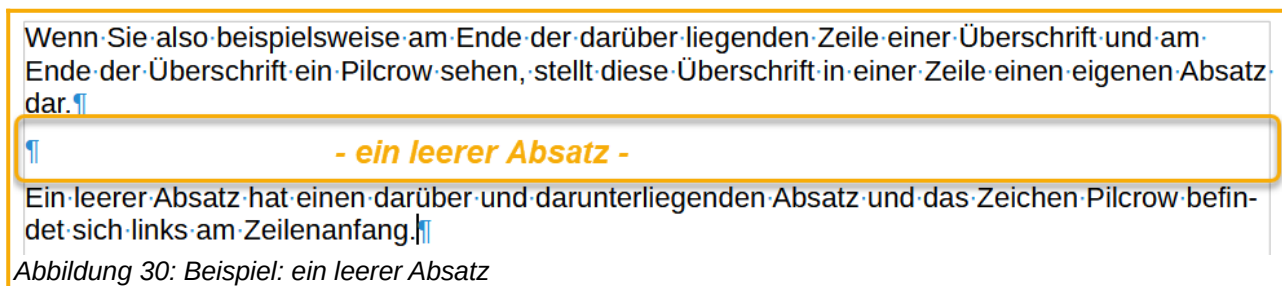 Wenn·Sie·also·beispielsweise·am·Ende·der·darüber·liegenden·Zeile·einer·Überschrift·und·am·
Ende·der·Überschrift·ein·Pilcrow·sehen,·stellt·diese·Überschrift·in·einer·Zeile·einen·eigenen·Absatz·
dar.¶
¶ - ein leerer Absatz -
Ein·leerer·Absatz·hat·einen·darüber·und·darunterliegenden·Absatz·und·das·Zeichen·Pilcrow·befin-
det·sich·links·am·Zeilenanfang.¶
Abbildung 30: Beispiel: ein leerer Absatz